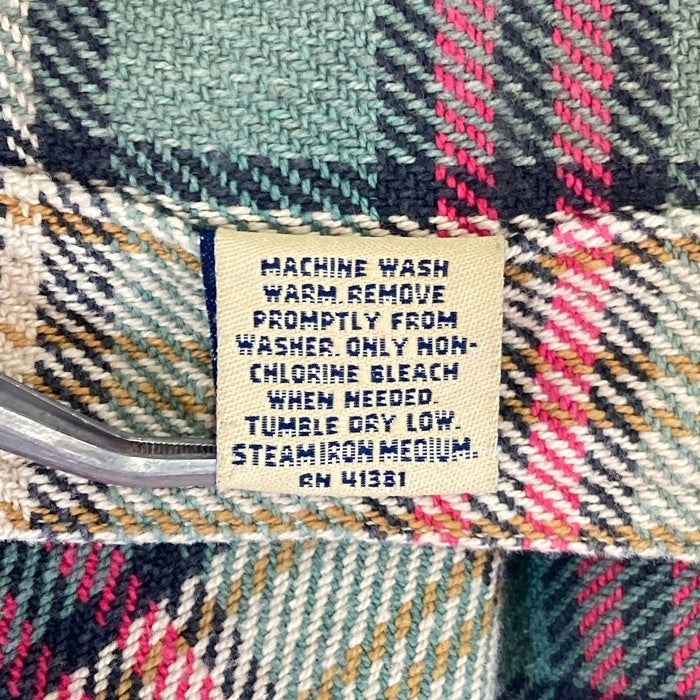 MACHINE WASH
WARM. REMOVE
PROMPTLY FROM
WASHER. ONLY NON-
CHLORINE BLEACH
WHEN NEEDED.
TUMBLE DRY LOW.
STEAM IRON MEDIUM.
RN 41381